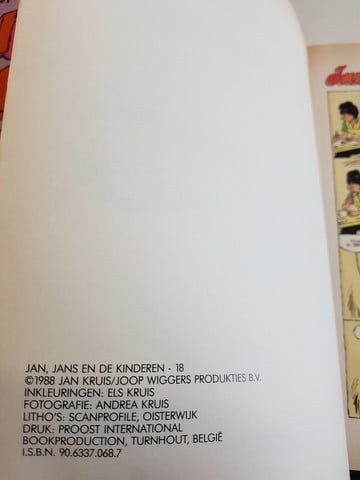 JAN, JANS EN DE KINDEREN - 18
©1988 JAN KRUIS/JOOP WIGGERS PRODUKTIES B.V.
INKLEURINGEN: ELS KRUIS
FOTOGRAFIE: ANDREA KRUIS
LITHO'S: SCANPROFILE, OISTERWIJK
DRUK: PROOST INTERNATIONAL
BOOKPRODUCTION, TURNHOUT, BELGIË
I.S.B.N. 90.6337.068.7